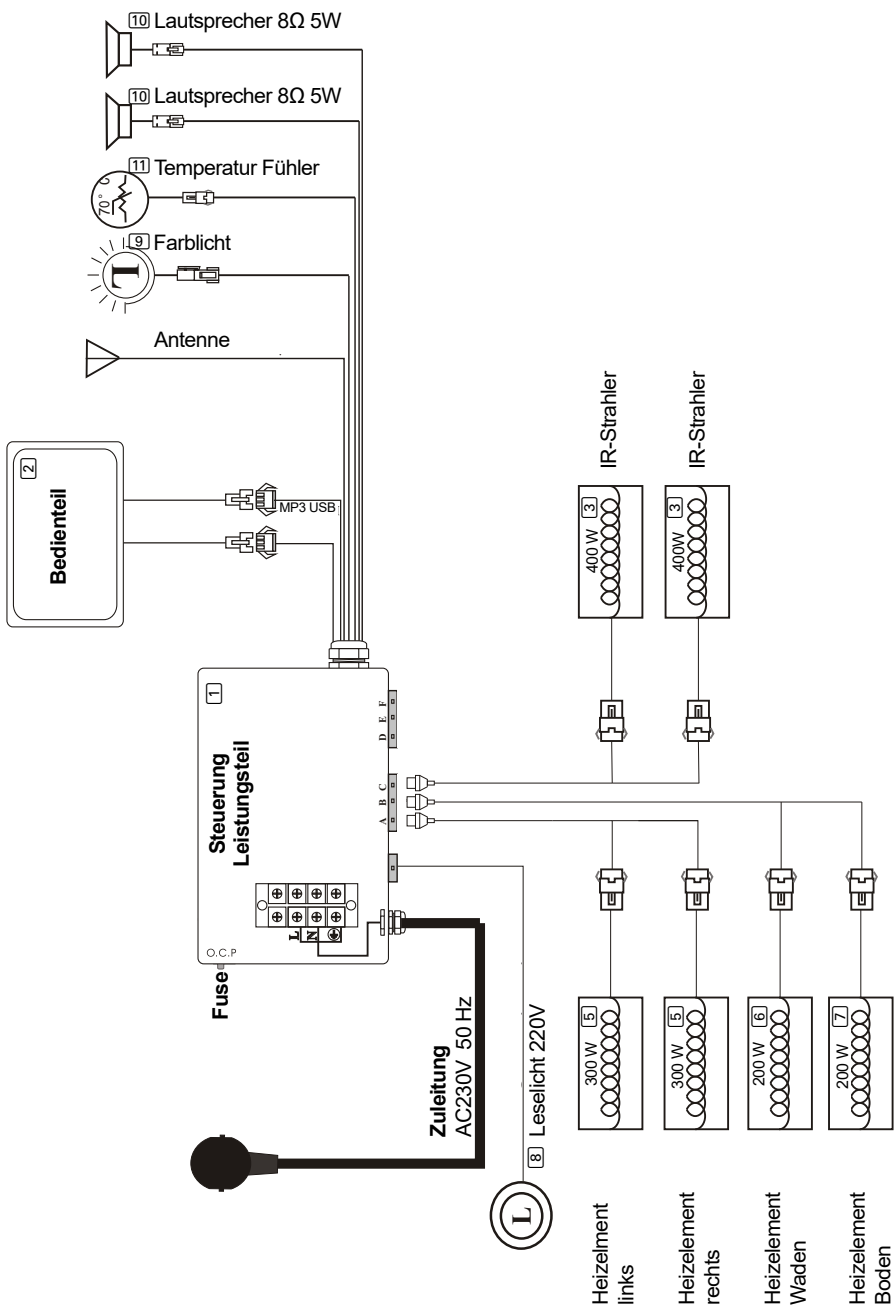 10 Lautsprecher 8Ω 5W
10 Lautsprecher 8Ω 5W
11 Temperatur Fühler
70° C
9 Farblicht
L
Antenne
2
Bedienteil
MP3 USB
1
Steuerung
Leistungsteil
D E F
A B C
L
N
O.C.P
Fuse
Zuleitung
AC230V 50 Hz
8 Leselicht 220V
L
3
400 W
IR-Strahler
3
400W
IR-Strahler
5
300 W
Heizelment
links
5
300 W
Heizelement
rechts
6
200 W
Heizelement
Waden
7
200 W
Heizelement
Boden